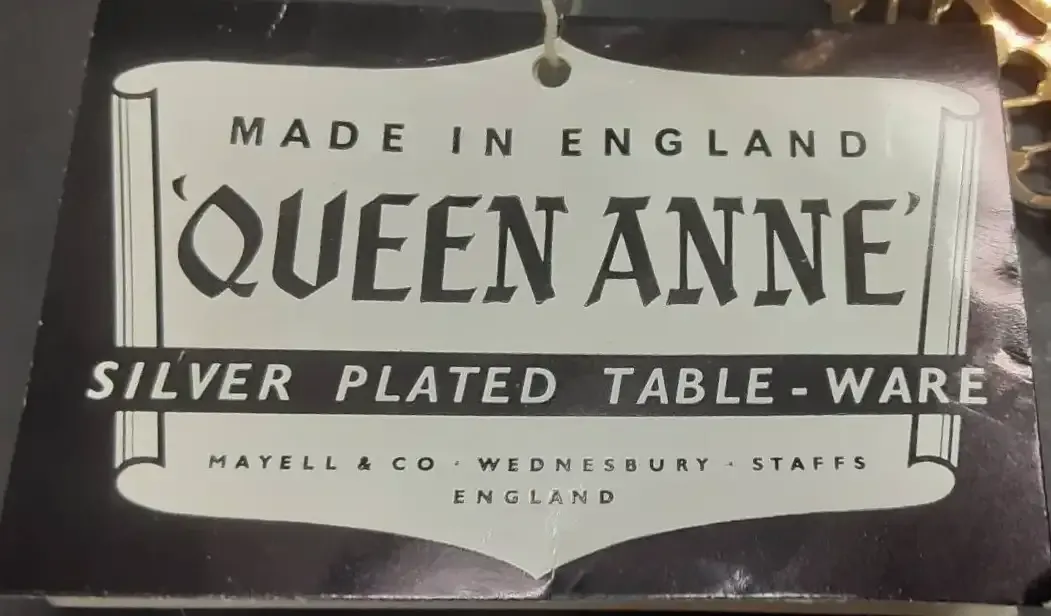 MADE IN ENGLAND
'QUEEN ANNE'
SILVER PLATED TABLE-WARE
MAYELL & CO · WEDNESBURY · STAFFS
ENGLAND